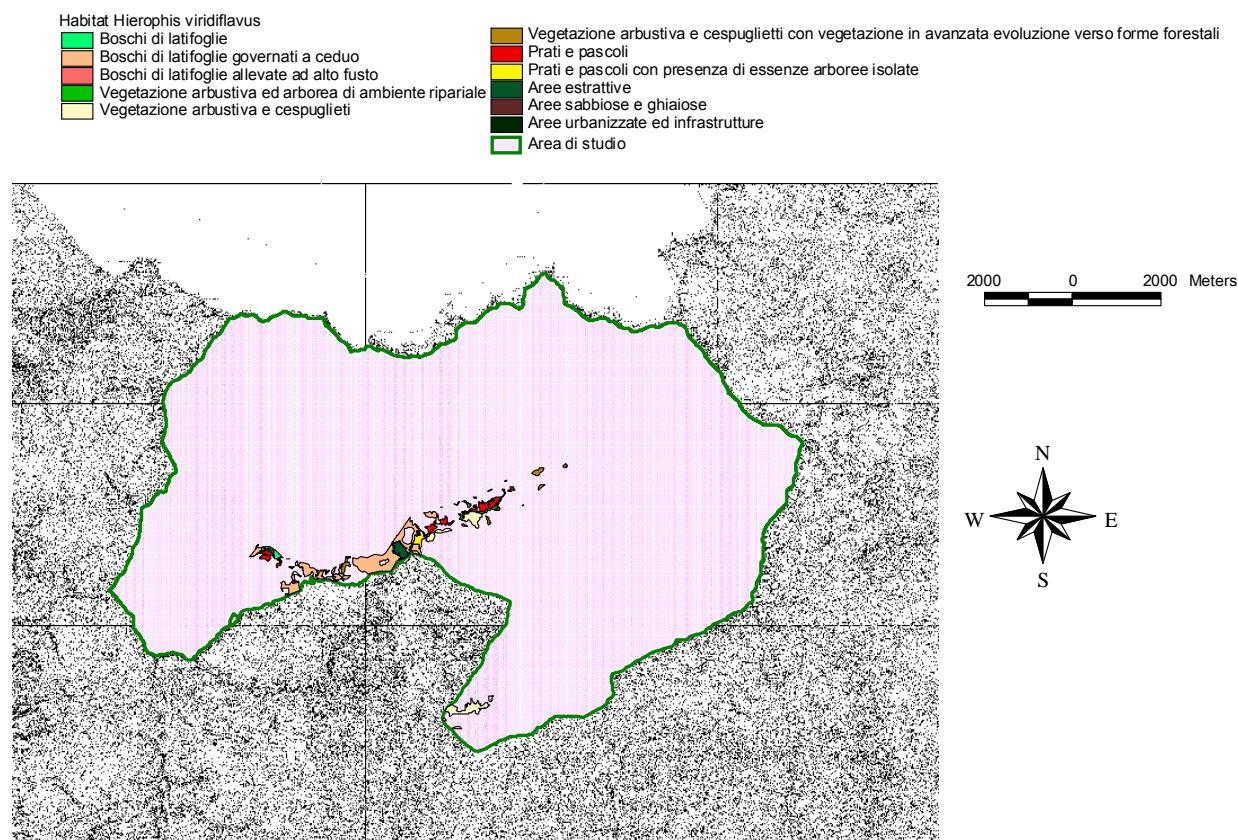 Habitat Hierophis viridiflavus
Boschi di latifoglie
Boschi di latifoglie governati a ceduo
Boschi di latifoglie allevate ad alto fusto
Vegetazione arbustiva ed arborea di ambiente ripariale
Vegetazione arbustiva e cespuglieti
Vegetazione arbustiva e cespuglietti con vegetazione in avanzata evoluzione verso forme forestali
Prati e pascoli
Prati e pascoli con presenza di essenze arboree isolate
Aree estrattive
Aree sabbiose e ghiaiose
Aree urbanizzate ed infrastrutture
Area di studio
2000 0 2000 Meters
N
W E
S